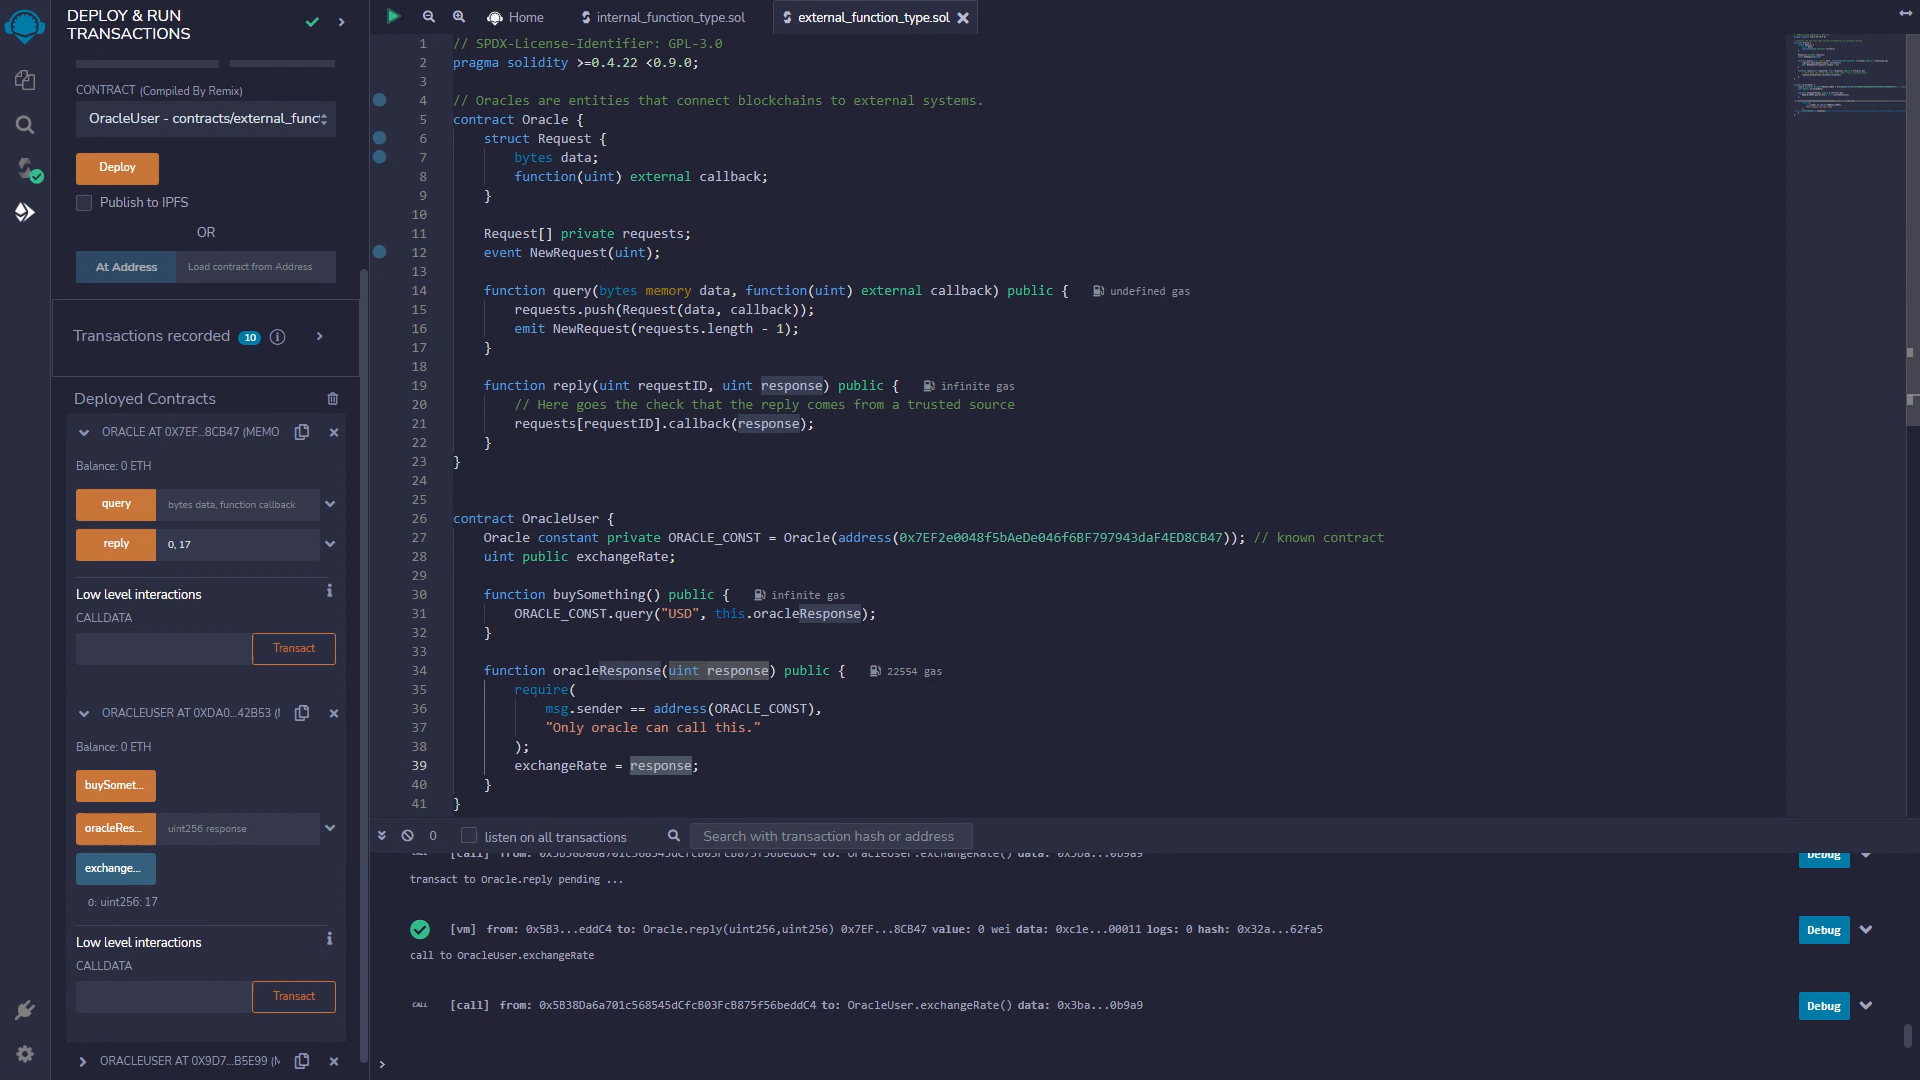 DEPLOY & RUN
TRANSACTIONS
CONTRACT (Compiled By Remix)
OracleUser - contracts/external_funct
Deploy
Publish to IPFS
OR
At Address
Load contract from Address
Transactions recorded 10
Deployed Contracts
ORACLE AT 0X7EF...8CB47 (MEMO
Balance: 0 ETH
query
bytes data, function callback
reply
0, 17
Low level interactions
CALLDATA
Transact
ORACLEUSER AT 0XDA0...42B53 (
Balance: 0 ETH
buySomet...
oracleRes...
uint256 response
exchange...
0: uint256: 17
Low level interactions
CALLDATA
Transact
ORACLEUSER AT 0X9D7...B5E99 (
Home
internal_function_type.sol
external_function_type.sol
1 // SPDX-License-Identifier: GPL-3.0
2 pragma solidity >=0.4.22 <0.9.0;
3
4 // Oracles are entities that connect blockchains to external systems.
5 contract Oracle {
6 struct Request {
7 bytes data;
8 function(uint) external callback;
9 }
10
11 Request[] private requests;
12 event NewRequest(uint);
13
14 function query(bytes memory data, function(uint) external callback) public { undefined gas
15 requests.push(Request(data, callback));
16 emit NewRequest(requests.length - 1);
17 }
18
19 function reply(uint requestID, uint response) public { infinite gas
20 // Here goes the check that the reply comes from a trusted source
21 requests[requestID].callback(response);
22 }
23 }
24
25
26 contract OracleUser {
27 Oracle constant private ORACLE_CONST = Oracle(address(0x7EF2e0048f5bAeDe046f6BF797943daF4ED8CB47)); // known contract
28 uint public exchangeRate;
29
30 function buySomething() public { infinite gas
31 ORACLE_CONST.query("USD", this.oracleResponse);
32 }
33
34 function oracleResponse(uint response) public { 22554 gas
35 require(
36 msg.sender == address(ORACLE_CONST),
37 "Only oracle can call this."
38 );
39 exchangeRate = response;
40 }
41 }
0
listen on all transactions
Search with transaction hash or address
CALL [call] from: 0x5B38Da6a701c568545dCfcB03FcB875f56beddC4 to: OracleUser.exchangeRate() data: 0x3ba...0b9a9
Debug
transact to Oracle.reply pending ...
[vm] from: 0x5B3...eddC4 to: Oracle.reply(uint256,uint256) 0x7EF...8CB47 value: 0 wei data: 0xc1e...00011 logs: 0 hash: 0x32a...62fa5
Debug
call to OracleUser.exchangeRate
CALL [call] from: 0x5B38Da6a701c568545dCfcB03FcB875f56beddC4 to: OracleUser.exchangeRate() data: 0x3ba...0b9a9
Debug
>